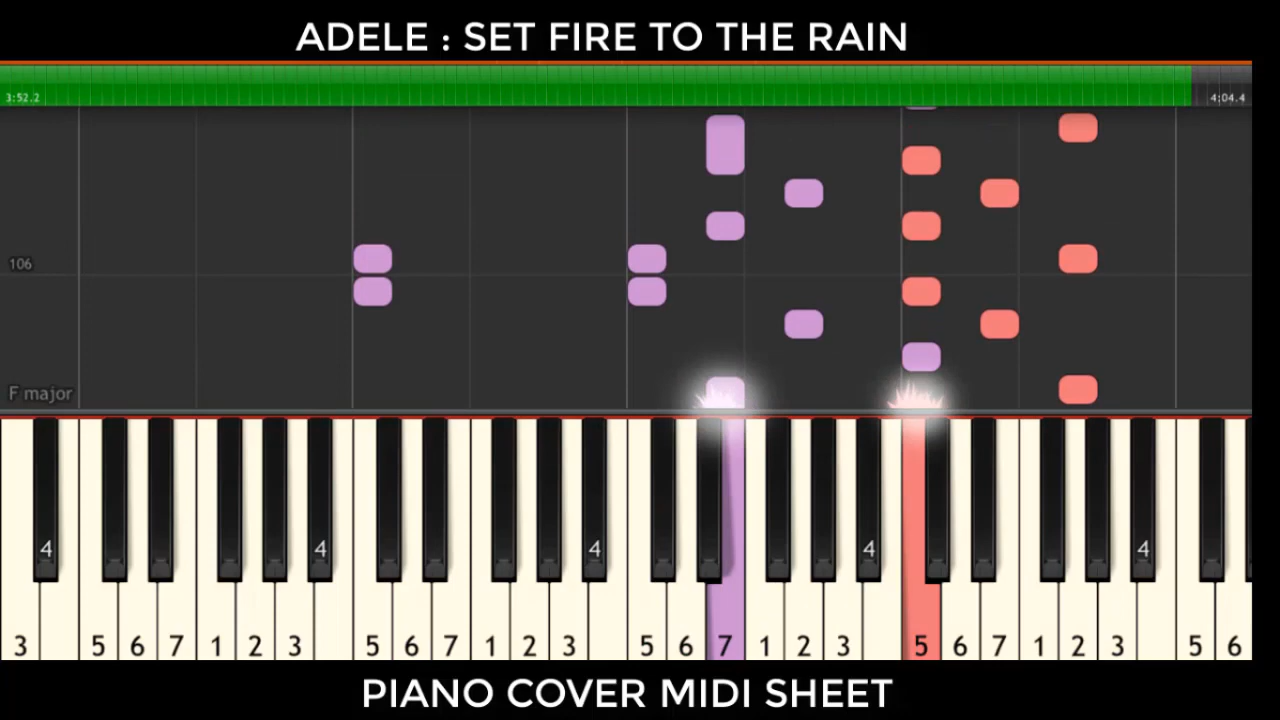 ADELE : SET FIRE TO THE RAIN
3:52.2 4:04.4
106
F major
4 4 4 4 4
3 5 6 7 1 2 3 5 6 7 1 2 3 5 6 7 1 2 3 5 6 7 1 2 3 5 6
PIANO COVER MIDI SHEET